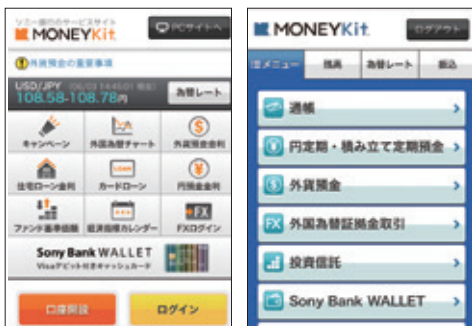 ソニー銀行のサービスサイト
MONEYKit
PCサイトへ
外貨預金の重要事項
USD/JPY
108.58-108.78円
為替レート
キャンペーン
外国為替チャート
外貨預金金利
住宅ローン金利
カードローン
円預金金利
ファンド基準価額
経済指標カレンダー
FXログイン
Sony Bank WALLET
Visaデビット付きキャッシュカード
口座開設
ログイン
MONEYKit
ログアウト
メニュー
残高
為替レート
振込
通帳
円定期・積み立て定期預金
外貨預金
FX 外国為替証拠金取引
投資信託
Sony Bank WALLET